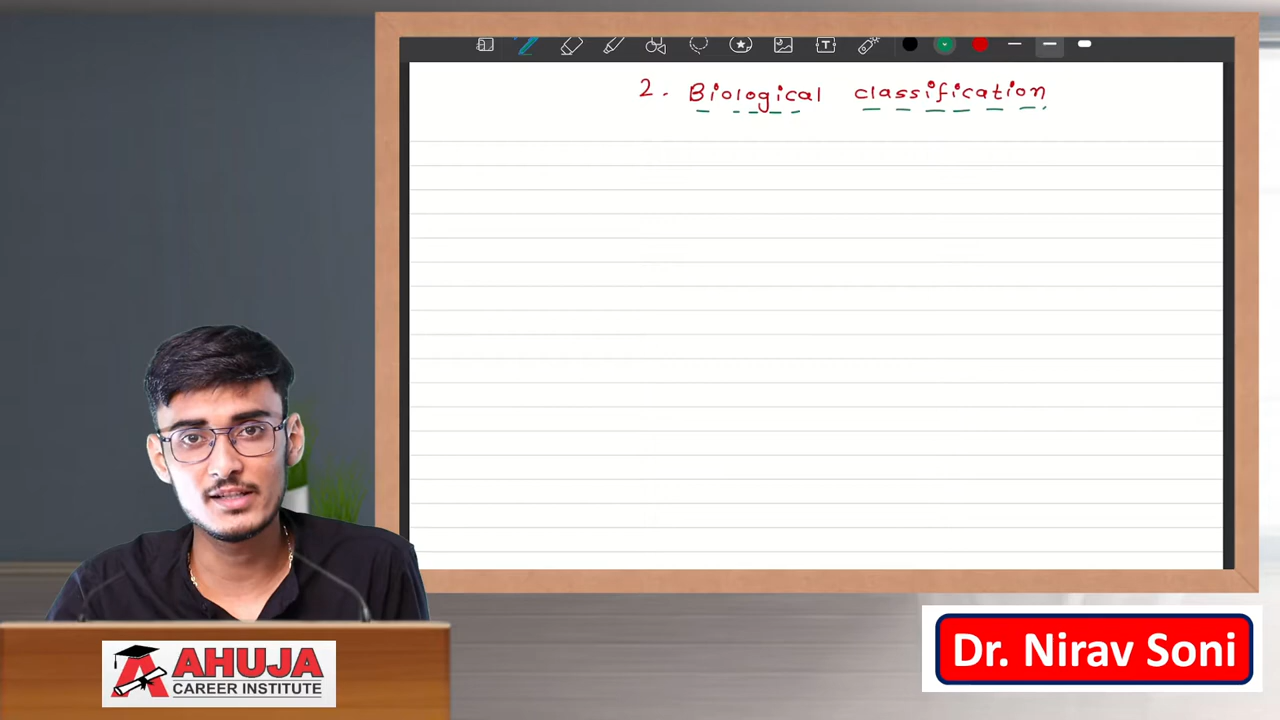 2. Biological classification
AHUJA
CAREER INSTITUTE
Dr. Nirav Soni